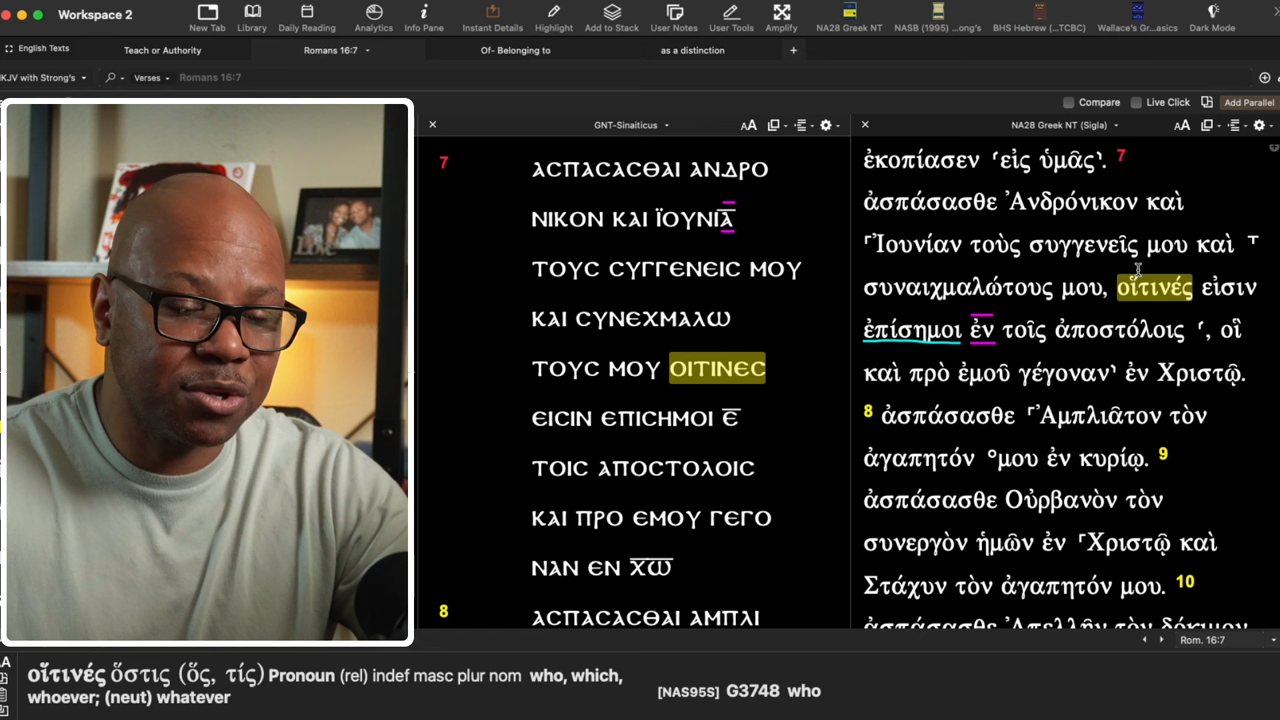 Workspace 2
New Tab
Library
Daily Reading
Analytics
Info Pane
Instant Details
Highlight
Add to Stack
User Notes
User Tools
Amplify
NA28 Greek NT
NASB (1995) ...ong's)
BHS Hebrew (...TCBC)
Wallace's Gr...asics
Dark Mode
English Texts
Teach or Authority
Romans 16:7
Of- Belonging to
as a distinction
+
KJV with Strong's
Verses
Romans 16:7
Compare
Live Click
Add Parallel
GNT-Sinaiticus
AA
7
ΑϹΠΑϹΑϹΘΑΙ ΑΝΔΡΟ
ΝΙΚΟΝ ΚΑΙ ΪΟΥΝΙΑ̅
ΤΟΥϹ ϹΥΓΓΕΝΕΙϹ ΜΟΥ
ΚΑΙ ϹΥΝΕΧΜΑΛΩ
ΤΟΥϹ ΜΟΥ ΟΙΤΙΝΕϹ
ΕΙϹΙΝ ΕΠΙϹΗΜΟΙ Ε̅
ΤΟΙϹ ΑΠΟϹΤΟΛΟΙϹ
ΚΑΙ ΠΡΟ ΕΜΟΥ ΓΕΓΟ
ΝΑΝ ΕΝ Χ̅Ω̅
8
ΑϹΠΑϹΑϹΘΑΙ ΑΜΠΛΙ
NA28 Greek NT (Sigla)
AA
ἐκοπίασεν ⸂εἰς ὑμᾶς⸃. 7
ἀσπάσασθε Ἀνδρόνικον καὶ
⸀Ἰουνίαν τοὺς συγγενεῖς μου καὶ ⸆
συναιχμαλώτους μου, οἵτινές εἰσιν
ἐπίσημοι ἐν τοῖς ἀποστόλοις ⸂, οἳ
καὶ πρὸ ἐμοῦ γέγοναν⸃ ἐν Χριστῷ.
8 ἀσπάσασθε ⸀Ἀμπλιᾶτον τὸν
ἀγαπητόν ⸰μου ἐν κυρίῳ. 9
ἀσπάσασθε Οὐρβανὸν τὸν
συνεργὸν ἡμῶν ἐν ⸀Χριστῷ καὶ
Στάχυν τὸν ἀγαπητόν μου. 10
ἀσπάσασθε Ἀπελλῆν τὸν δόκιμον
Rom. 16:7
LOVE
AA
οἵτινές ὅστις (ὅς, τίς) Pronoun (rel) indef masc plur nom who, which,
whoever; (neut) whatever
[NAS95S] G3748 who